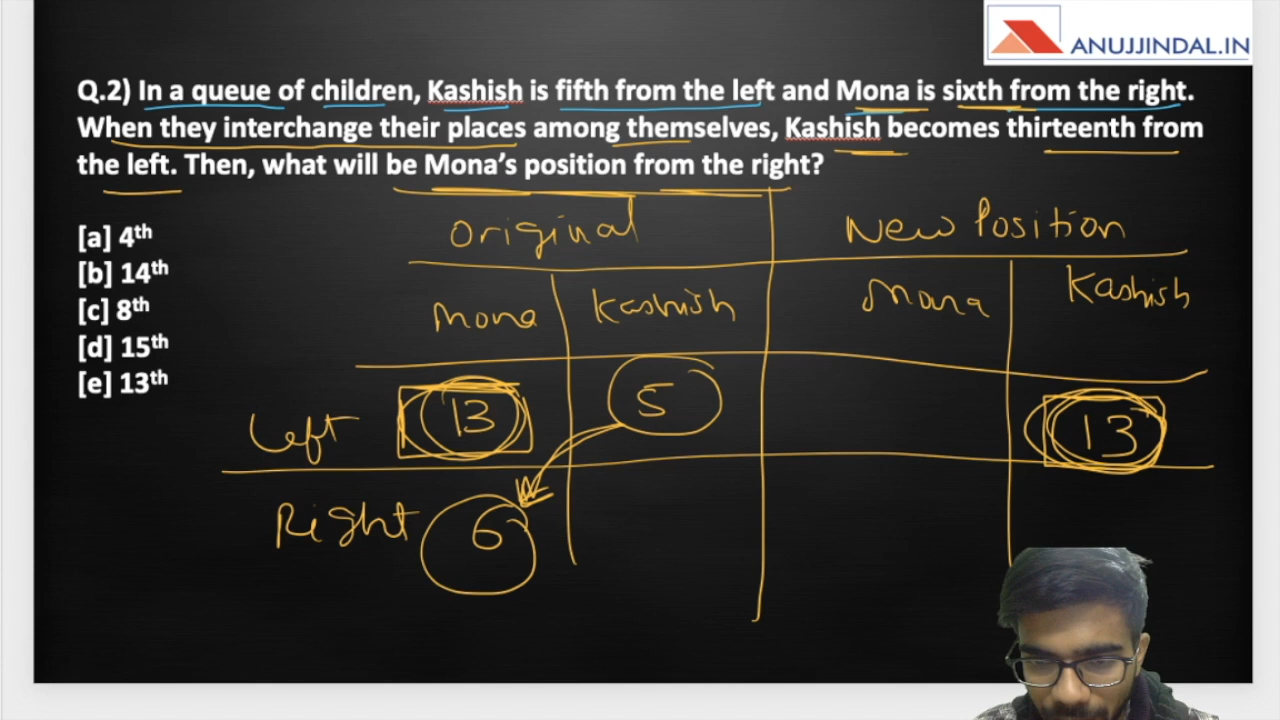 ANUJJINDAL.IN
Q.2) In a queue of children, Kashish is fifth from the left and Mona is sixth from the right.
When they interchange their places among themselves, Kashish becomes thirteenth from
the left. Then, what will be Mona’s position from the right?
[a] 4th
[b] 14th
[c] 8th
[d] 15th
[e] 13th
Original New Position
Mona Kashish Mona Kashish
Left 13 5 13
Right 6